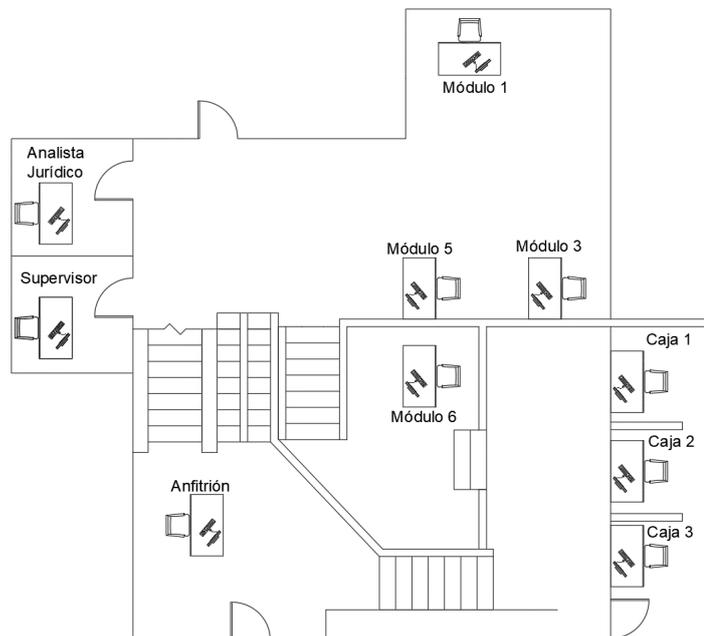 Módulo 1
Analista
Jurídico
Módulo 5
Módulo 3
Supervisor
Caja 1
Módulo 6
Caja 2
Anfitrión
Caja 3